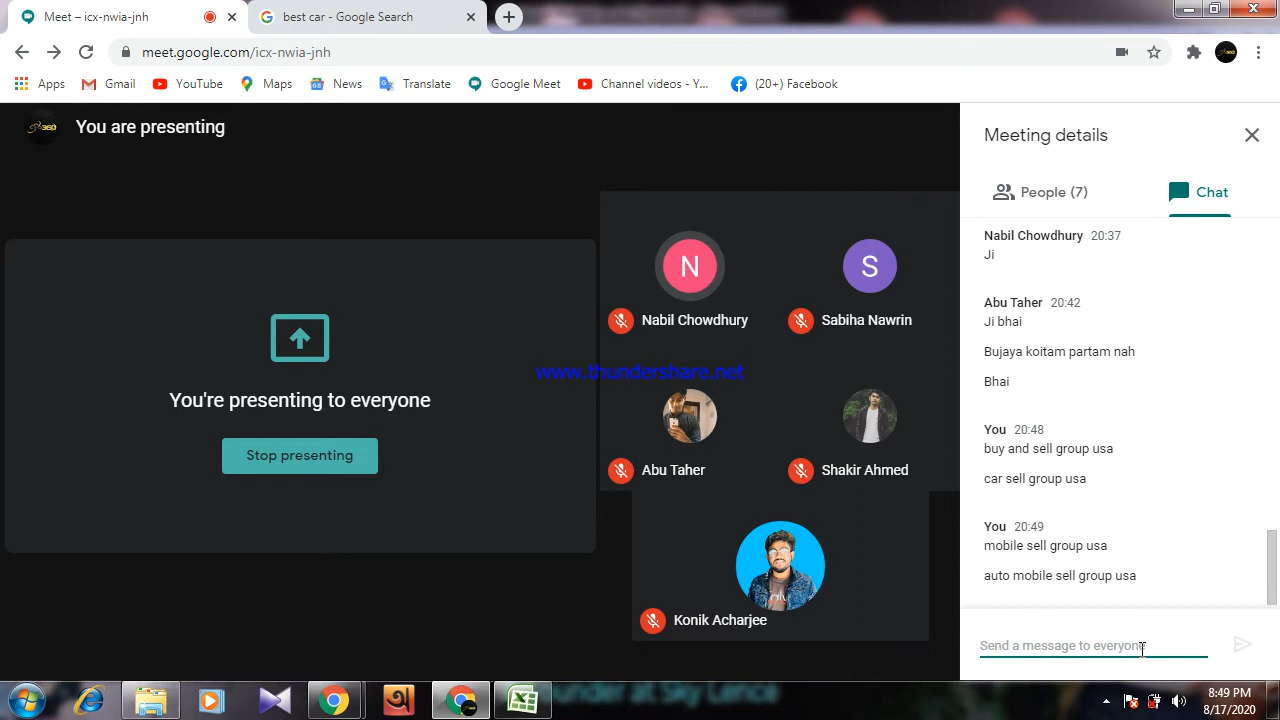 Meet – icx-nwia-jnh
best car - Google Search
meet.google.com/icx-nwia-jnh
Apps
Gmail
YouTube
Maps
News
Translate
Google Meet
Channel videos - Y...
(20+) Facebook
360
You are presenting
Meeting details
People (7)
Chat
Nabil Chowdhury 20:37
Ji
Abu Taher 20:42
Ji bhai
Bujaya koitam partam nah
Bhai
You 20:48
buy and sell group usa
car sell group usa
You 20:49
mobile sell group usa
auto mobile sell group usa
Send a message to everyone
You're presenting to everyone
Stop presenting
N
Nabil Chowdhury
S
Sabiha Nawrin
www.thundershare.net
Abu Taher
Shakir Ahmed
Konik Acharjee
অ
8:49 PM
8/17/2020